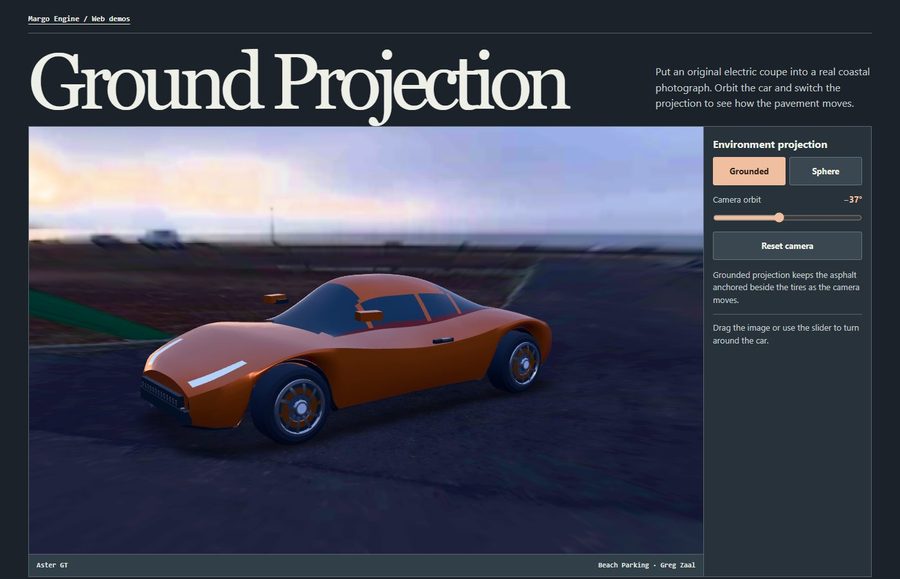 Margo Engine / Web demos
Ground Projection
Put an original electric coupe into a real coastal
photograph. Orbit the car and switch the
projection to see how the pavement moves.
Environment projection
Grounded
Sphere
Camera orbit
−37°
Reset camera
Grounded projection keeps the asphalt
anchored beside the tires as the camera
moves.
Drag the image or use the slider to turn
around the car.
Aster GT
Beach Parking · Greg Zaal